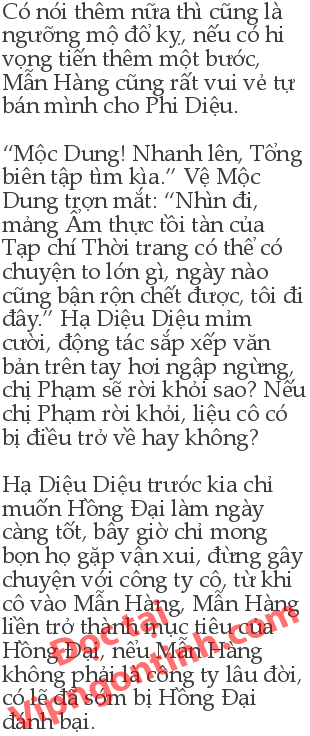 Có nói thêm nữa thì cũng là
ngưỡng mộ đổ kỵ, nếu có hi
vọng tiến thêm một bước,
Mẫn Hàng cũng rất vui vẻ tự
bán mình cho Phi Diệu.
“Mộc Dung! Nhanh lên, Tổng
biên tập tìm kìa.” Vệ Mộc
Dung trợn mắt: “Nhìn đi,
mảng Ẩm thực tồi tàn của
Tạp chí Thời trang có thể có
chuyện to lớn gì, ngày nào
cũng bận rộn chết được, tôi đi
đây.” Hạ Diệu Diệu mỉm
cười, động tác sắp xếp văn
bản trên tay hơi ngập ngừng,
chị Phạm sẽ rời khỏi sao? Nếu
chị Phạm rời khỏi, liệu cô có
bị điều trở về hay không?
Hạ Diệu Diệu trước kia chỉ
muốn Hồng Đại làm ngày
càng tốt, bây giờ chỉ mong
bọn họ gặp vận xui, đừng gây
chuyện với công ty cô, từ khi
cô vào Mẫn Hàng, Mẫn Hàng
liền trở thành mục tiêu của
Hồng Đại, nếu Mẫn Hàng
không phải là công ty lâu đời,
có lẽ đã sớm bị Hồng Đại
đánh bại.
Đọc tại
Vipngontinh.com